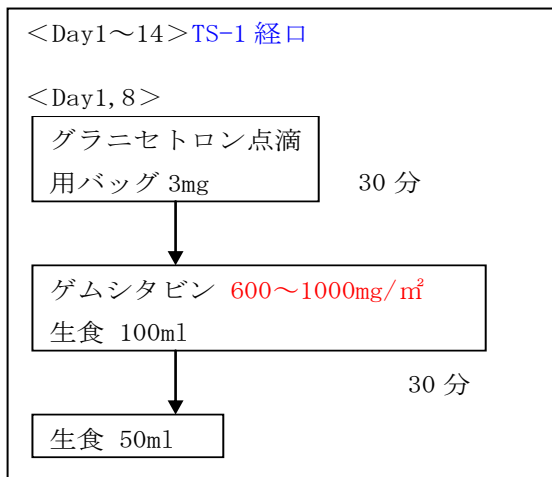 <Day1～14>TS-1 経口
<Day1,8>
グラニセトロン点滴
用バッグ 3mg
30 分
ゲムシタビン 600～1000mg/㎡
生食 100ml
30 分
生食 50ml